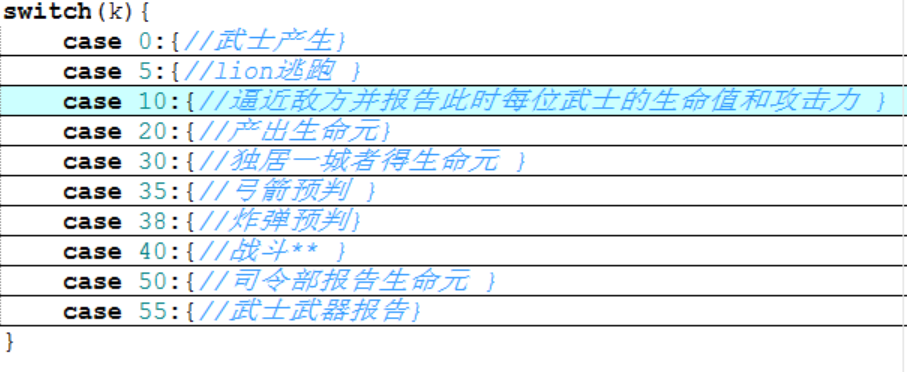 switch(k){
case 0:{//武士产生}
case 5:{//lion逃跑 }
case 10:{//逼近敌方并报告此时每位武士的生命值和攻击力 }
case 20:{//产出生命元}
case 30:{//独居一城者得生命元 }
case 35:{//弓箭预判 }
case 38:{//炸弹预判}
case 40:{//战斗** }
case 50:{//司令部报告生命元 }
case 55:{//武士武器报告}
}